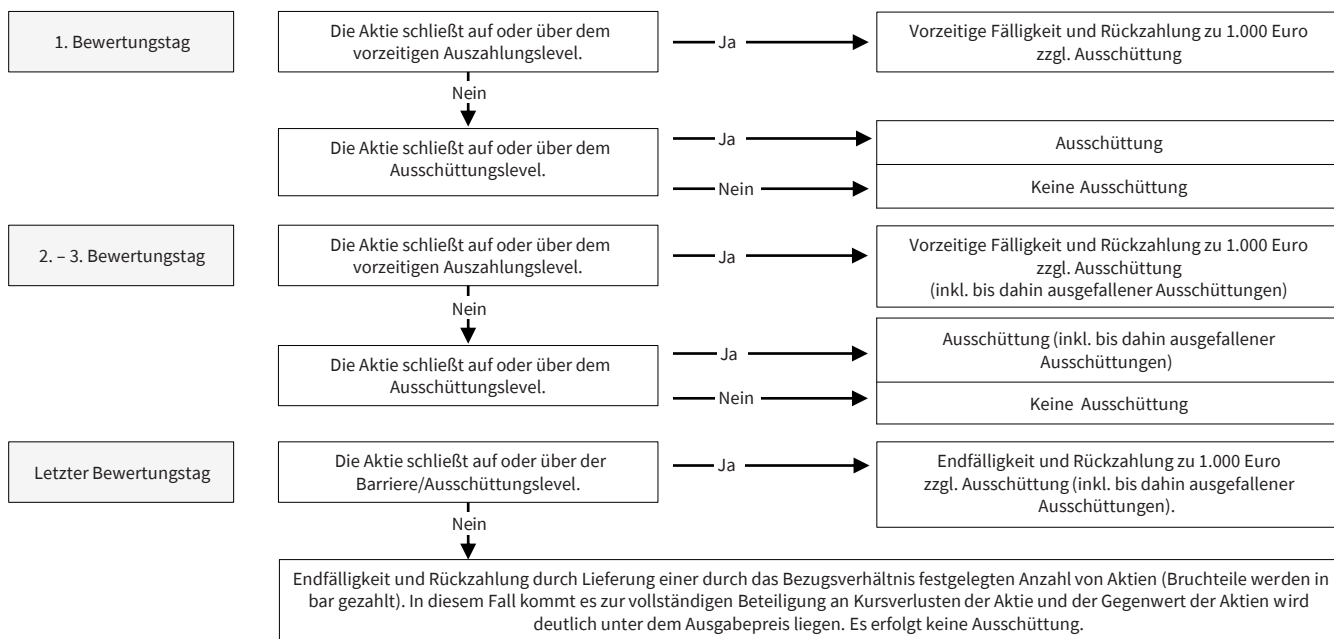 1. Bewertungstag
Die Aktie schließt auf oder über dem
vorzeitigen Auszahlungslevel.
Ja
Vorzeitige Fälligkeit und Rückzahlung zu 1.000 Euro
zzgl. Ausschüttung
Nein
Die Aktie schließt auf oder über dem
Ausschüttungslevel.
Ja
Ausschüttung
Nein
Keine Ausschüttung
2. – 3. Bewertungstag
Die Aktie schließt auf oder über dem
vorzeitigen Auszahlungslevel.
Ja
Vorzeitige Fälligkeit und Rückzahlung zu 1.000 Euro
zzgl. Ausschüttung
(inkl. bis dahin ausgefallener Ausschüttungen)
Nein
Die Aktie schließt auf oder über dem
Ausschüttungslevel.
Ja
Ausschüttung (inkl. bis dahin ausgefallener
Ausschüttungen)
Nein
Keine Ausschüttung
Letzter Bewertungstag
Die Aktie schließt auf oder über der
Barriere/Ausschüttungslevel.
Ja
Endfälligkeit und Rückzahlung zu 1.000 Euro
zzgl. Ausschüttung (inkl. bis dahin ausgefallener
Ausschüttungen).
Nein
Endfälligkeit und Rückzahlung durch Lieferung einer durch das Bezugsverhältnis festgelegten Anzahl von Aktien (Bruchteile werden in
bar gezahlt). In diesem Fall kommt es zur vollständigen Beteiligung an Kursverlusten der Aktie und der Gegenwert der Aktien wird
deutlich unter dem Ausgabepreis liegen. Es erfolgt keine Ausschüttung.